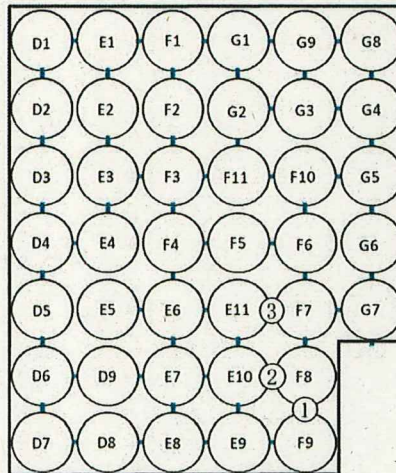 D1 E1 F1 G1 G9 G8
D2 E2 F2 G2 G3 G4
D3 E3 F3 F11 F10 G5
D4 E4 F4 F5 F6 G6
D5 E5 E6 E11 ③ F7 G7
D6 D9 E7 E10 ② F8
①
D7 D8 E8 E9 F9